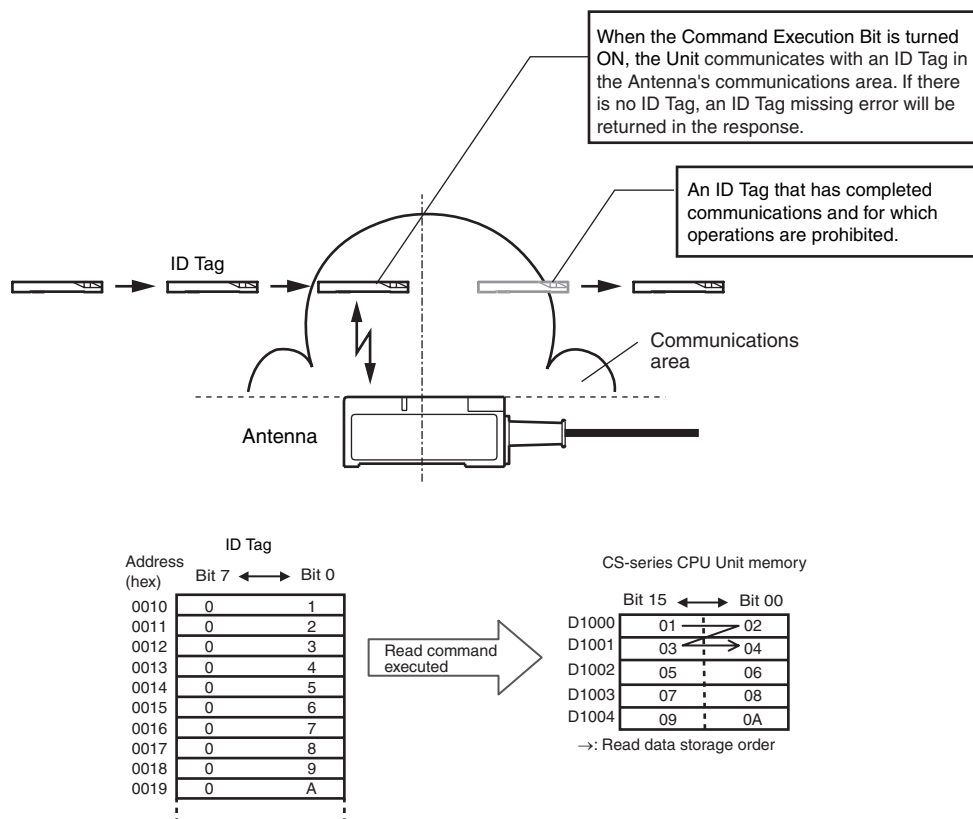 When the Command Execution Bit is turned
ON, the Unit communicates with an ID Tag in
the Antenna's communications area. If there
is no ID Tag, an ID Tag missing error will be
returned in the response.
An ID Tag that has completed
communications and for which
operations are prohibited.
ID Tag
Communications
area
Antenna
ID Tag
Address
(hex)
Bit 7 Bit 0
0010 0 1
0011 0 2
0012 0 3
0013 0 4
0014 0 5
0015 0 6
0016 0 7
0017 0 8
0018 0 9
0019 0 A
Read command
executed
CS-series CPU Unit memory
Bit 15 Bit 00
D1000 01 02
D1001 03 04
D1002 05 06
D1003 07 08
D1004 09 0A
→: Read data storage order